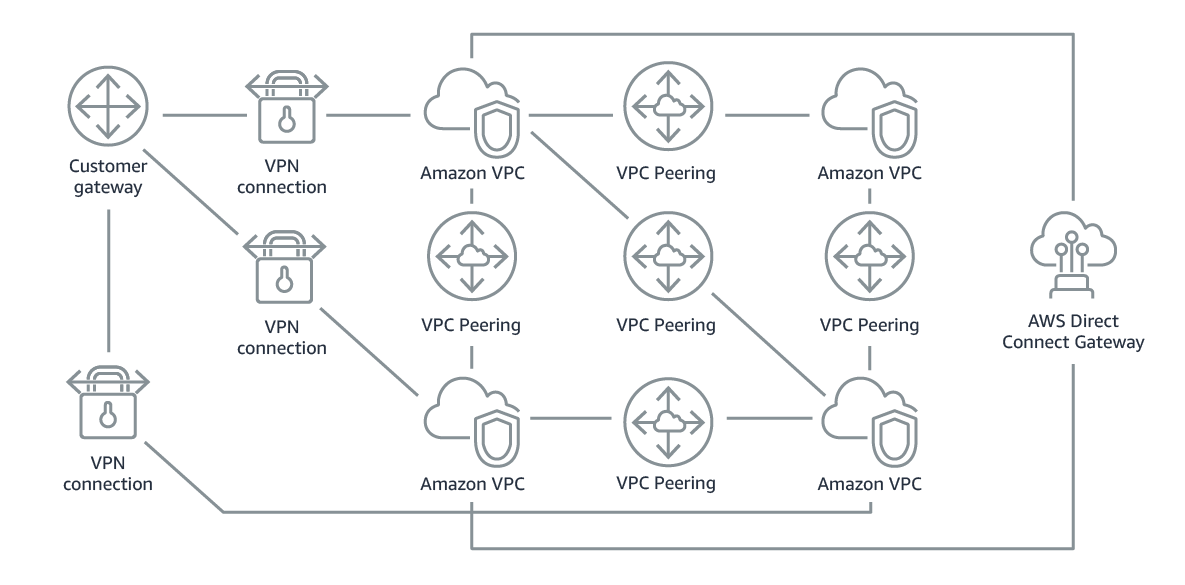 Customer
gateway
VPN
connection
Amazon VPC
VPC Peering
Amazon VPC
VPN
connection
VPC Peering
VPC Peering
VPC Peering
AWS Direct
Connect Gateway
VPN
connection
Amazon VPC
VPC Peering
Amazon VPC